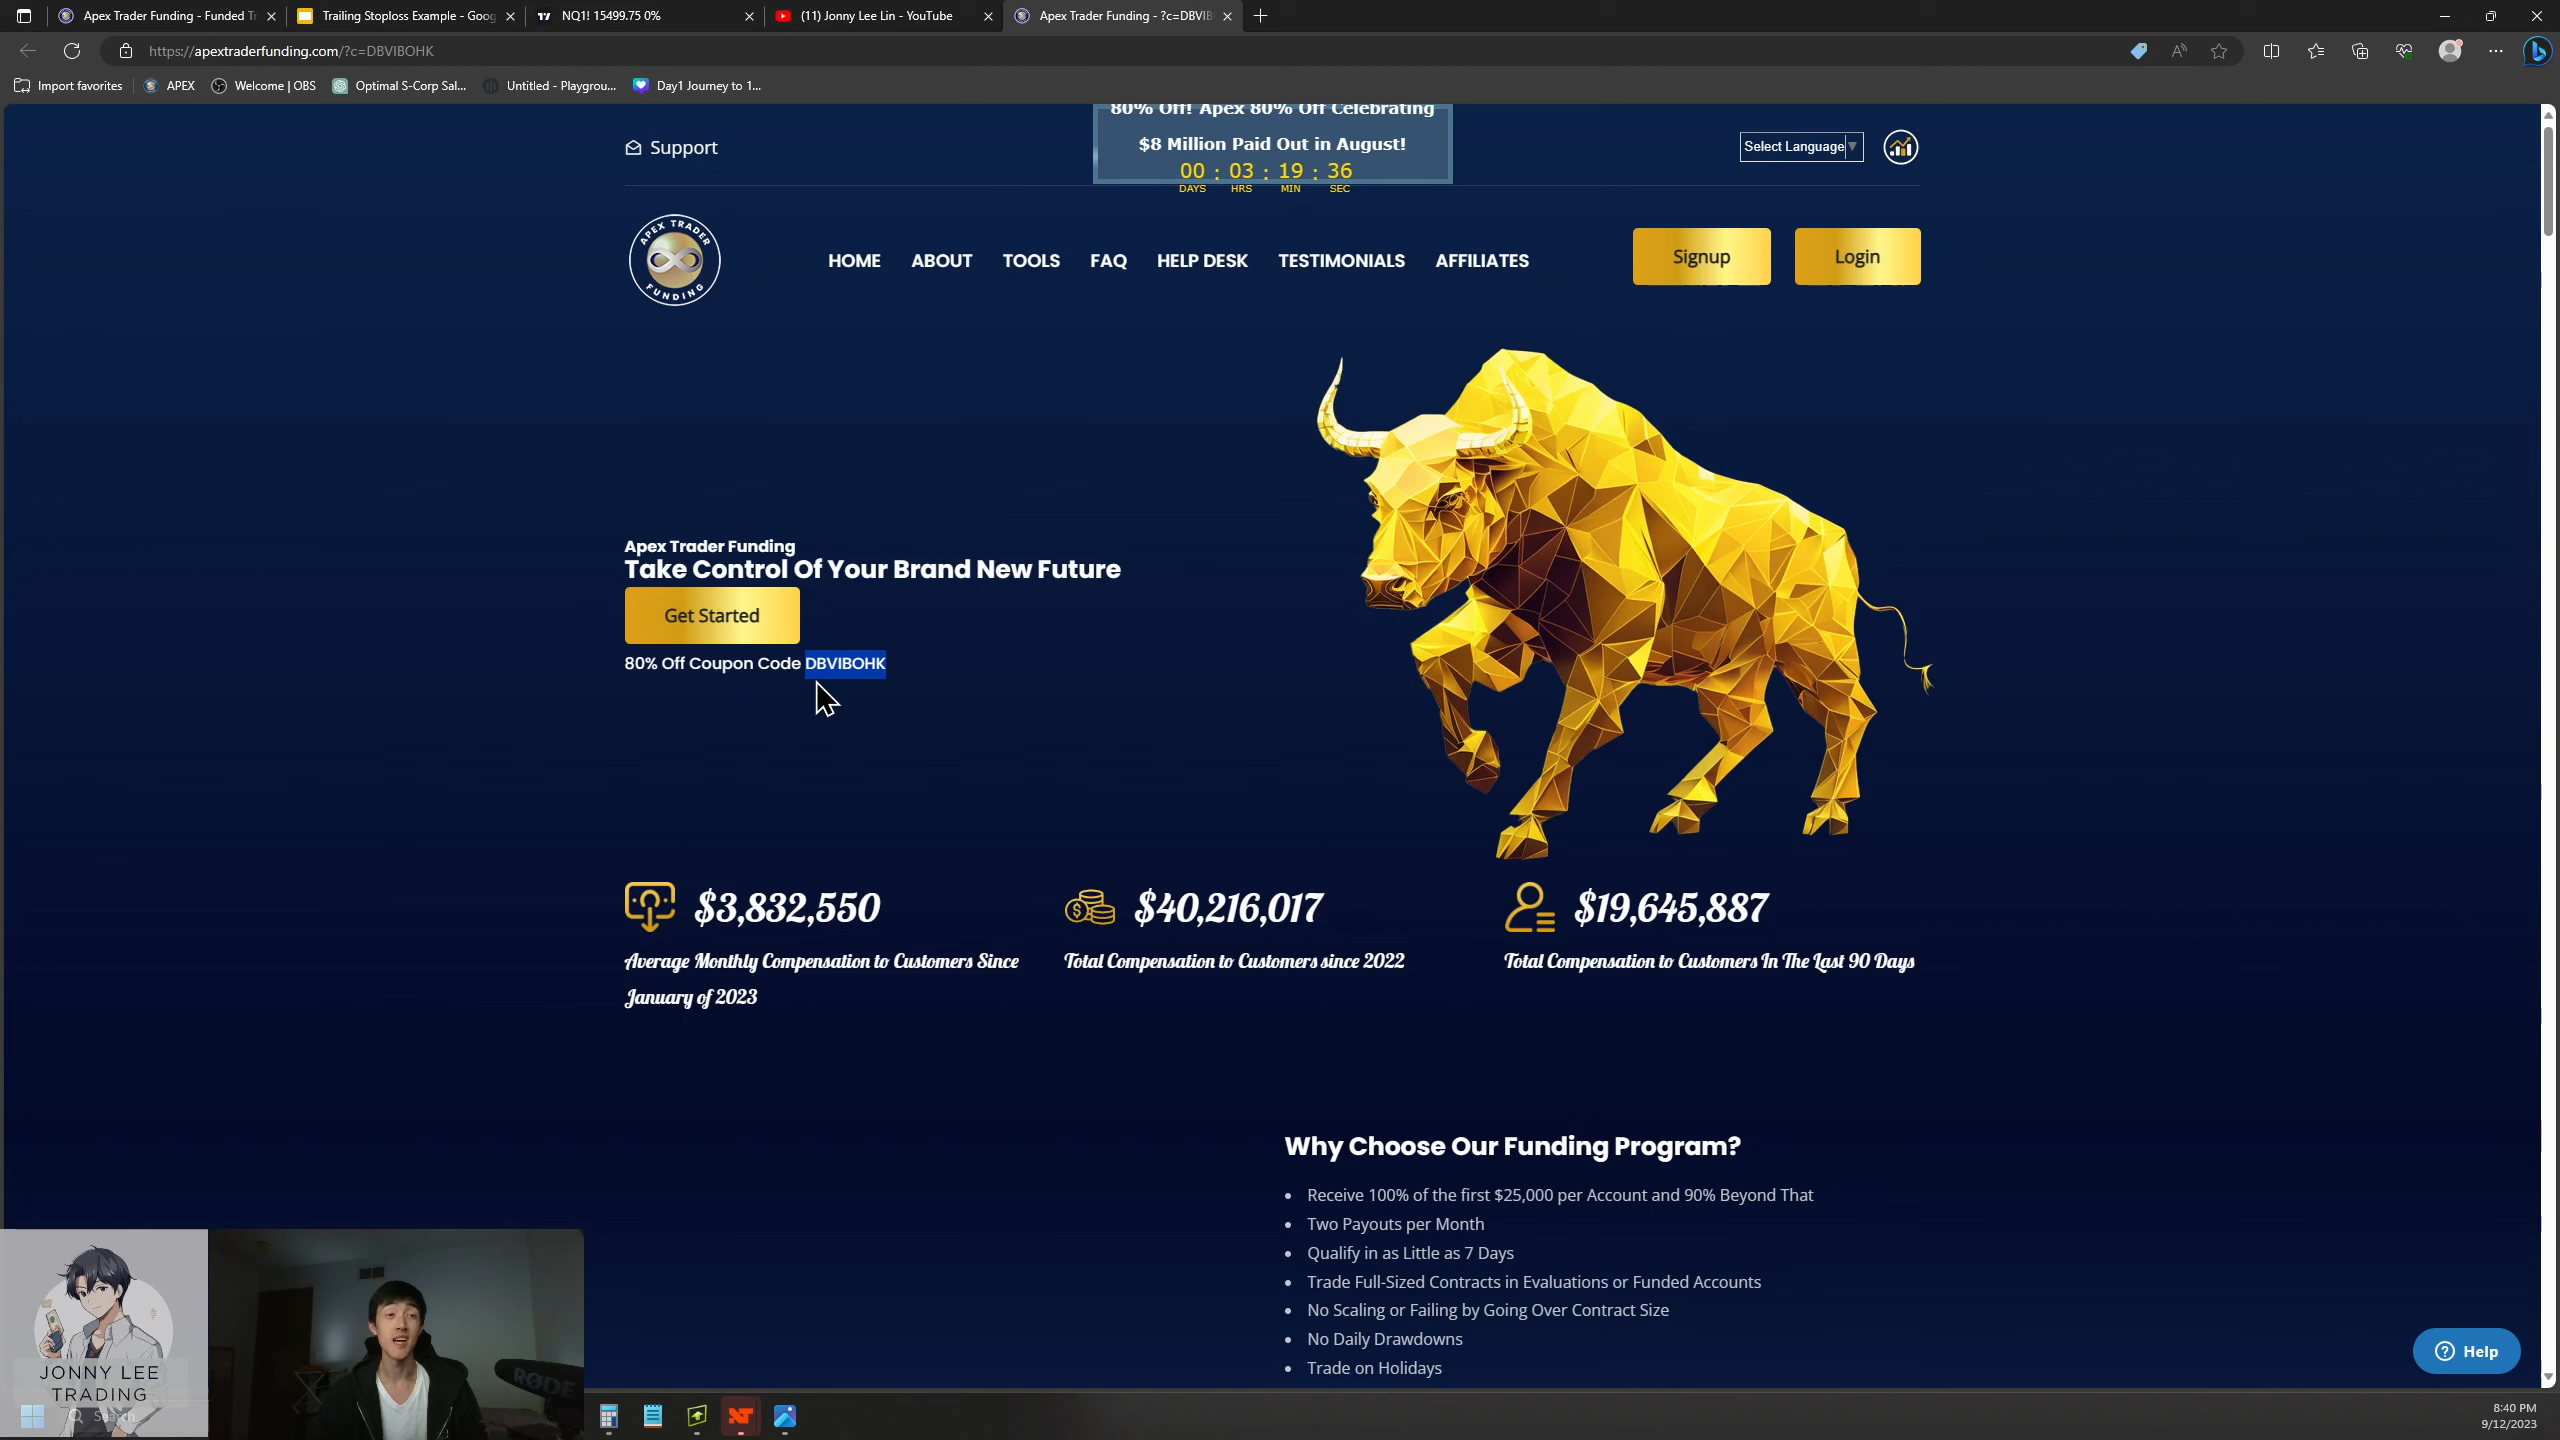 Apex Trader Funding - Funded Tr
Trailing Stoploss Example - Goog
NQ1! 15499.75 0%
(11) Jonny Lee Lin - YouTube
Apex Trader Funding - ?c=DBVIB
https://apextraderfunding.com/?c=DBVIBOHK
Import favorites
APEX
Welcome | OBS
Optimal S-Corp Sal...
Untitled - Playgrou...
Day1 Journey to 1...
80% Off! Apex 80% Off Celebrating
$8 Million Paid Out in August!
00 : 03 : 19 : 36
DAYS HRS MIN SEC
Support
Select Language
APEX TRADER
FUNDING
HOME
ABOUT
TOOLS
FAQ
HELP DESK
TESTIMONIALS
AFFILIATES
Signup
Login
Apex Trader Funding
Take Control Of Your Brand New Future
Get Started
80% Off Coupon Code DBVIBOHK
$3,832,550
Average Monthly Compensation to Customers Since
January of 2023
$40,216,017
Total Compensation to Customers since 2022
$19,645,887
Total Compensation to Customers In The Last 90 Days
Why Choose Our Funding Program?
Receive 100% of the first $25,000 per Account and 90% Beyond That
Two Payouts per Month
Qualify in as Little as 7 Days
Trade Full-Sized Contracts in Evaluations or Funded Accounts
No Scaling or Failing by Going Over Contract Size
No Daily Drawdowns
Trade on Holidays
Help
JONNY LEE
TRADING
Search
RØDE
8:40 PM
9/12/2023